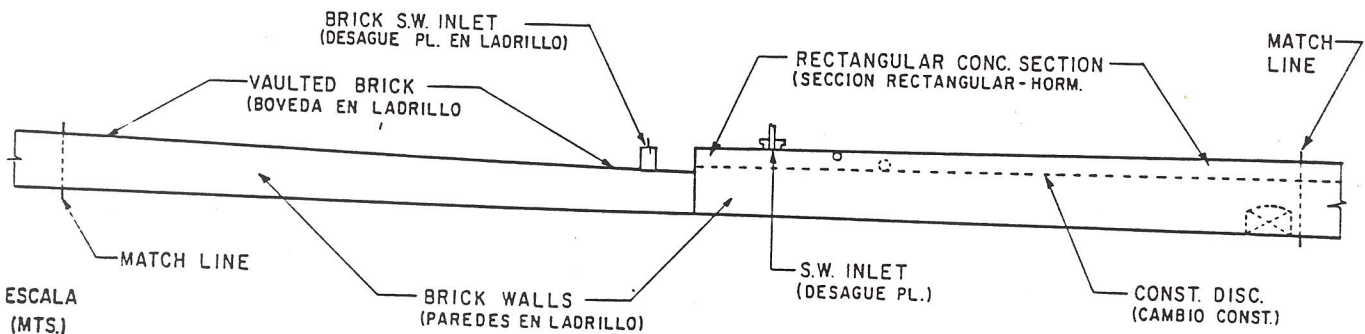 BRICK S.W. INLET
(DESAGUE PL. EN LADRILLO)
VAULTED BRICK
(BOVEDA EN LADRILLO
RECTANGULAR CONC. SECTION
(SECCION RECTANGULAR-HORM.
MATCH
LINE
MATCH LINE
BRICK WALLS
(PAREDES EN LADRILLO)
S.W. INLET
(DESAGUE PL.)
CONST. DISC.
(CAMBIO CONST.)
ESCALA
(MTS.)